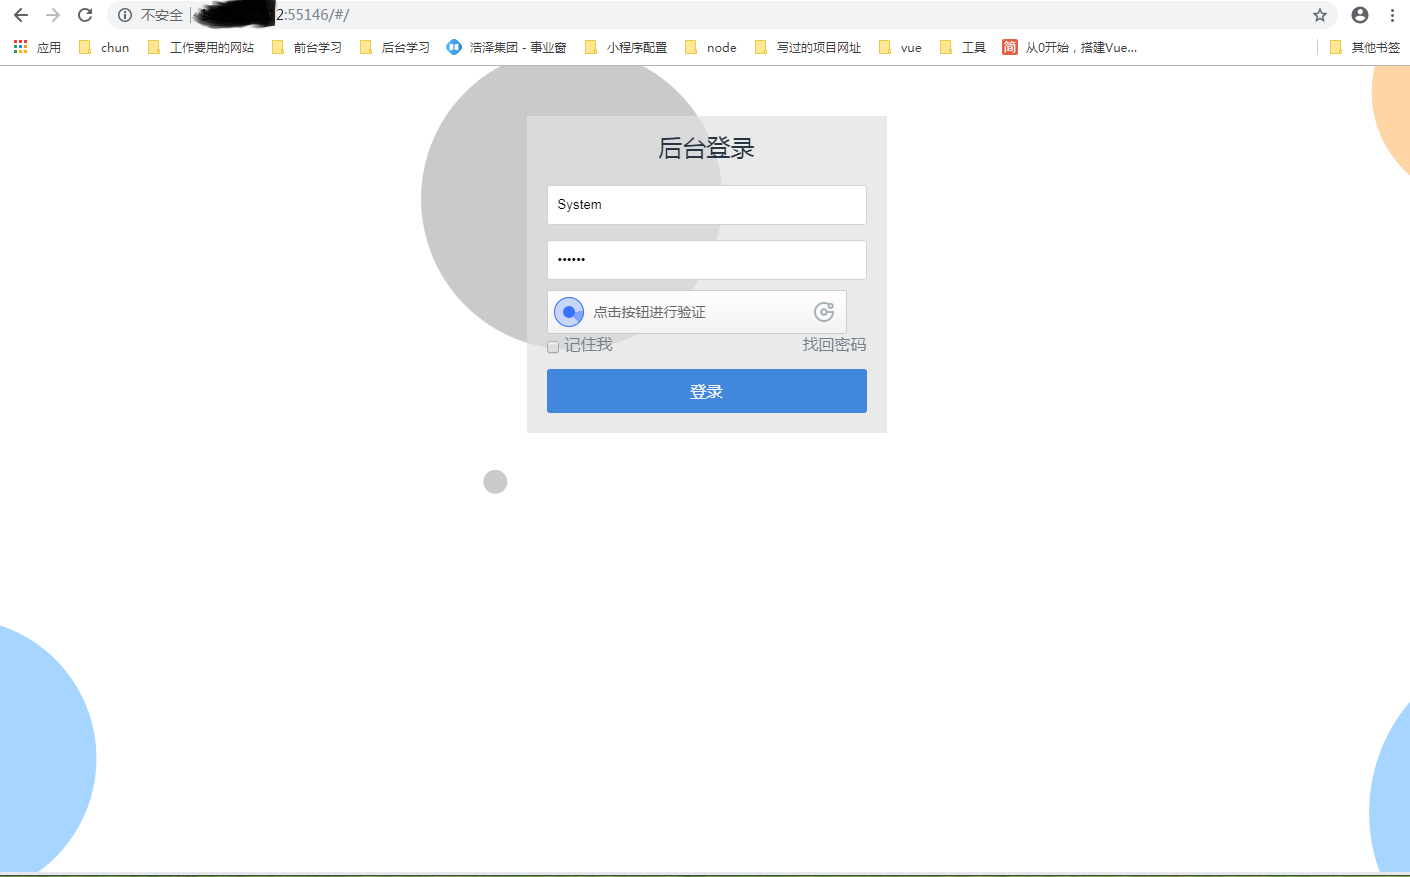 不安全 | 2:55146/#/
应用 chun 工作要用的网站 前台学习 后台学习 浩泽集团 - 事业窗 小程序配置 node 写过的项目网址 vue 工具 简 从0开始，搭建Vue... 其他书签
后台登录
System
••••••
点击按钮进行验证
记住我 找回密码
登录